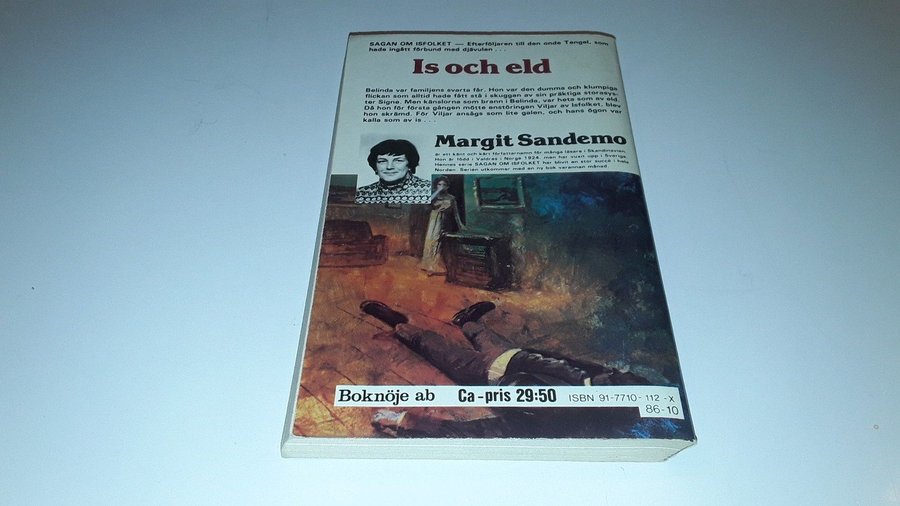 SAGAN OM ISFOLKET — Efterföljaren till den onde Tengel, som
hade ingått förbund med djävulen . . .
Is och eld
Belinda var familjens svarta får. Hon var den dumma och klumpiga
flickan som alltid hade fått stå i skuggan av sin präktiga storasys-
ter Signe. Men känslorna som brann i Belinda, var heta som av eld.
Då hon för första gången mötte enstöringen Viljar av Isfolket, blev
hon skrämd. För Viljar ansågs som lite galen, och hans ögon var
kalla som av is . . .
Margit Sandemo
är ett känt och kärt författarnamn för många läsare i Skandinavien.
Hon är född i Valdres i Norge 1924, men har vuxit upp i Sverige.
Hennes serie SAGAN OM ISFOLKET har blivit en stor succé i hela
Norden. Serien utkommer med en ny bok varannan månad.
Boknöje ab Ca-pris 29:50 ISBN 91-7710-112-x
86-10